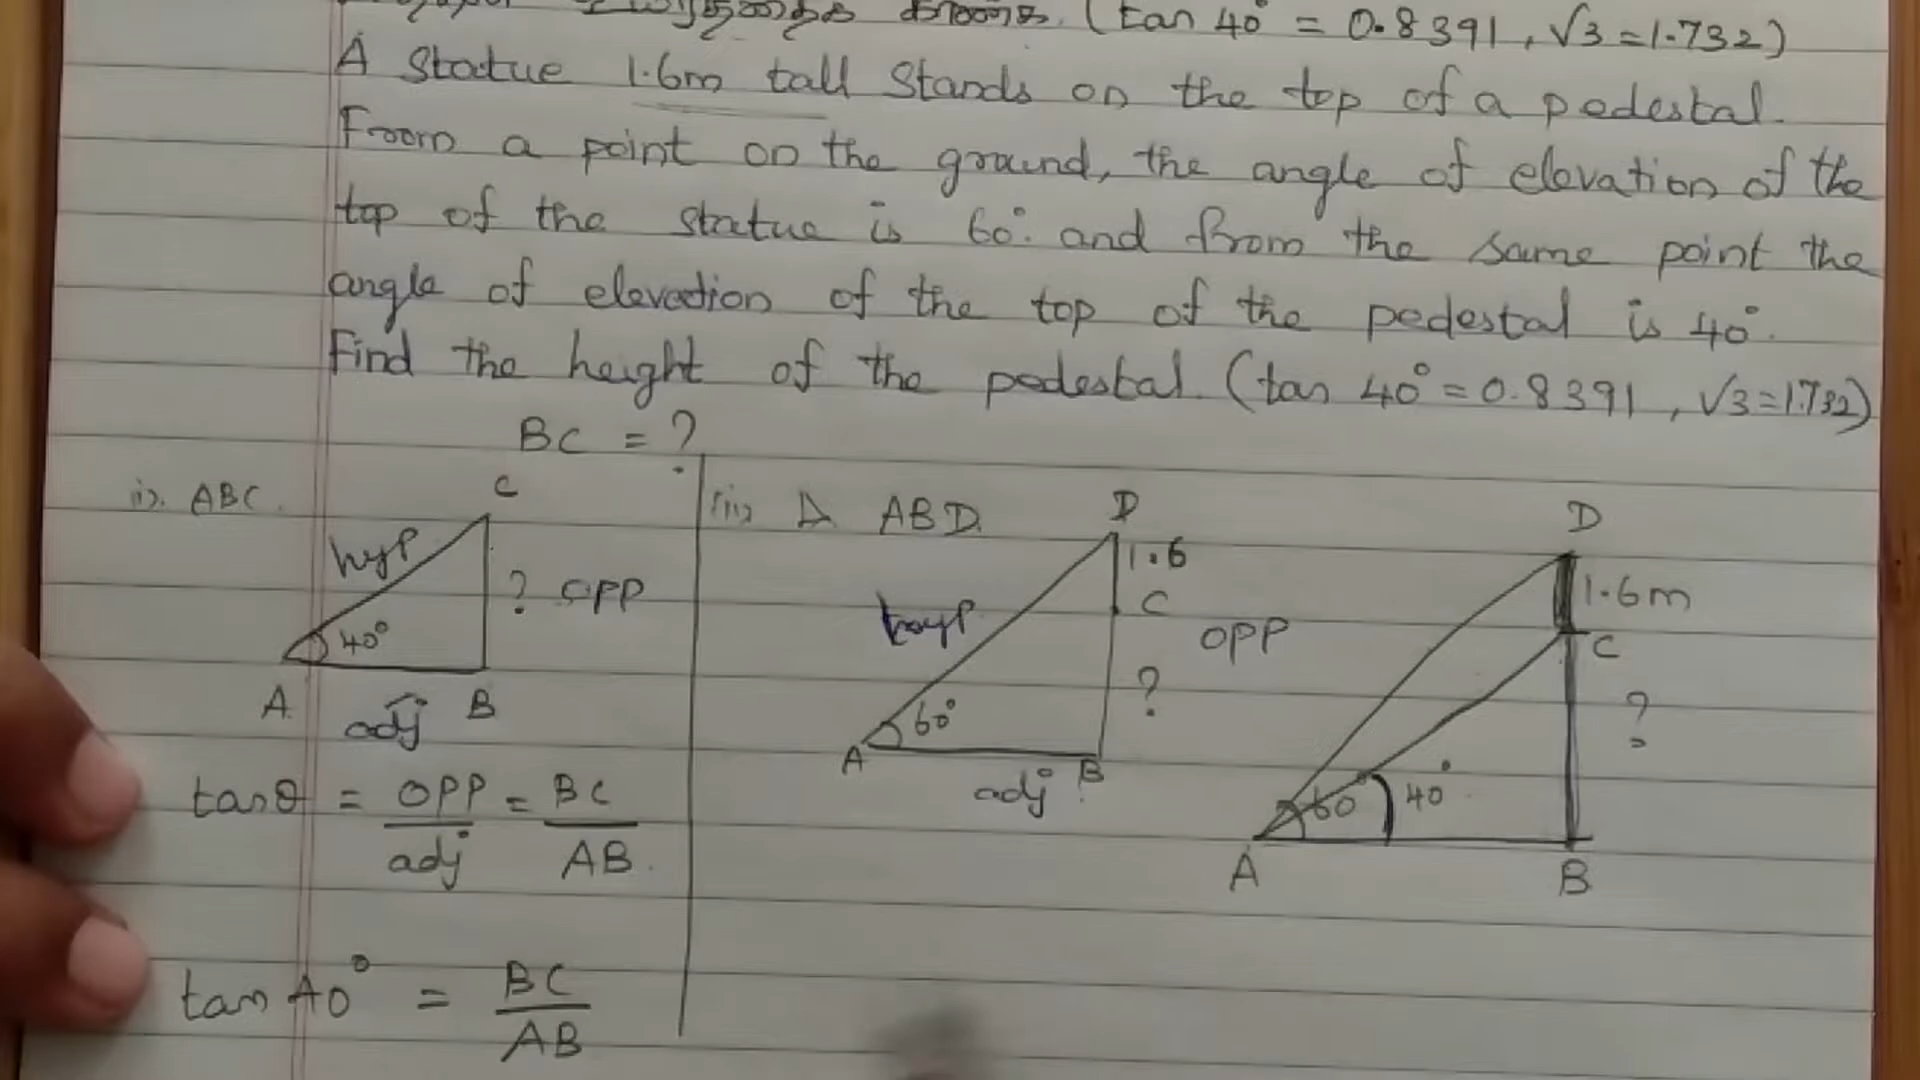 (tan 40° = 0.8391, √3 = 1.732)
A Statue 1.6m tall Stands on the top of a pedestal.
From a point on the ground, the angle of elevation of the
top of the statue is 60°. and from the same point the
angle of elevation of the top of the pedestal is 40°.
Find the height of the pedestal. (tan 40° = 0.8391, √3 = 1.732)
BC = ?
i). ABC.
C
hyp
? OPP
40°
A
adj
B
(ii) Δ ABD.
D
1.6
C
hyp
OPP
?
60°
A
adj
B
D
1.6m
C
?
60
40°
A
B
tanθ = OPP/adj = BC/AB.
tan 40° = BC/AB